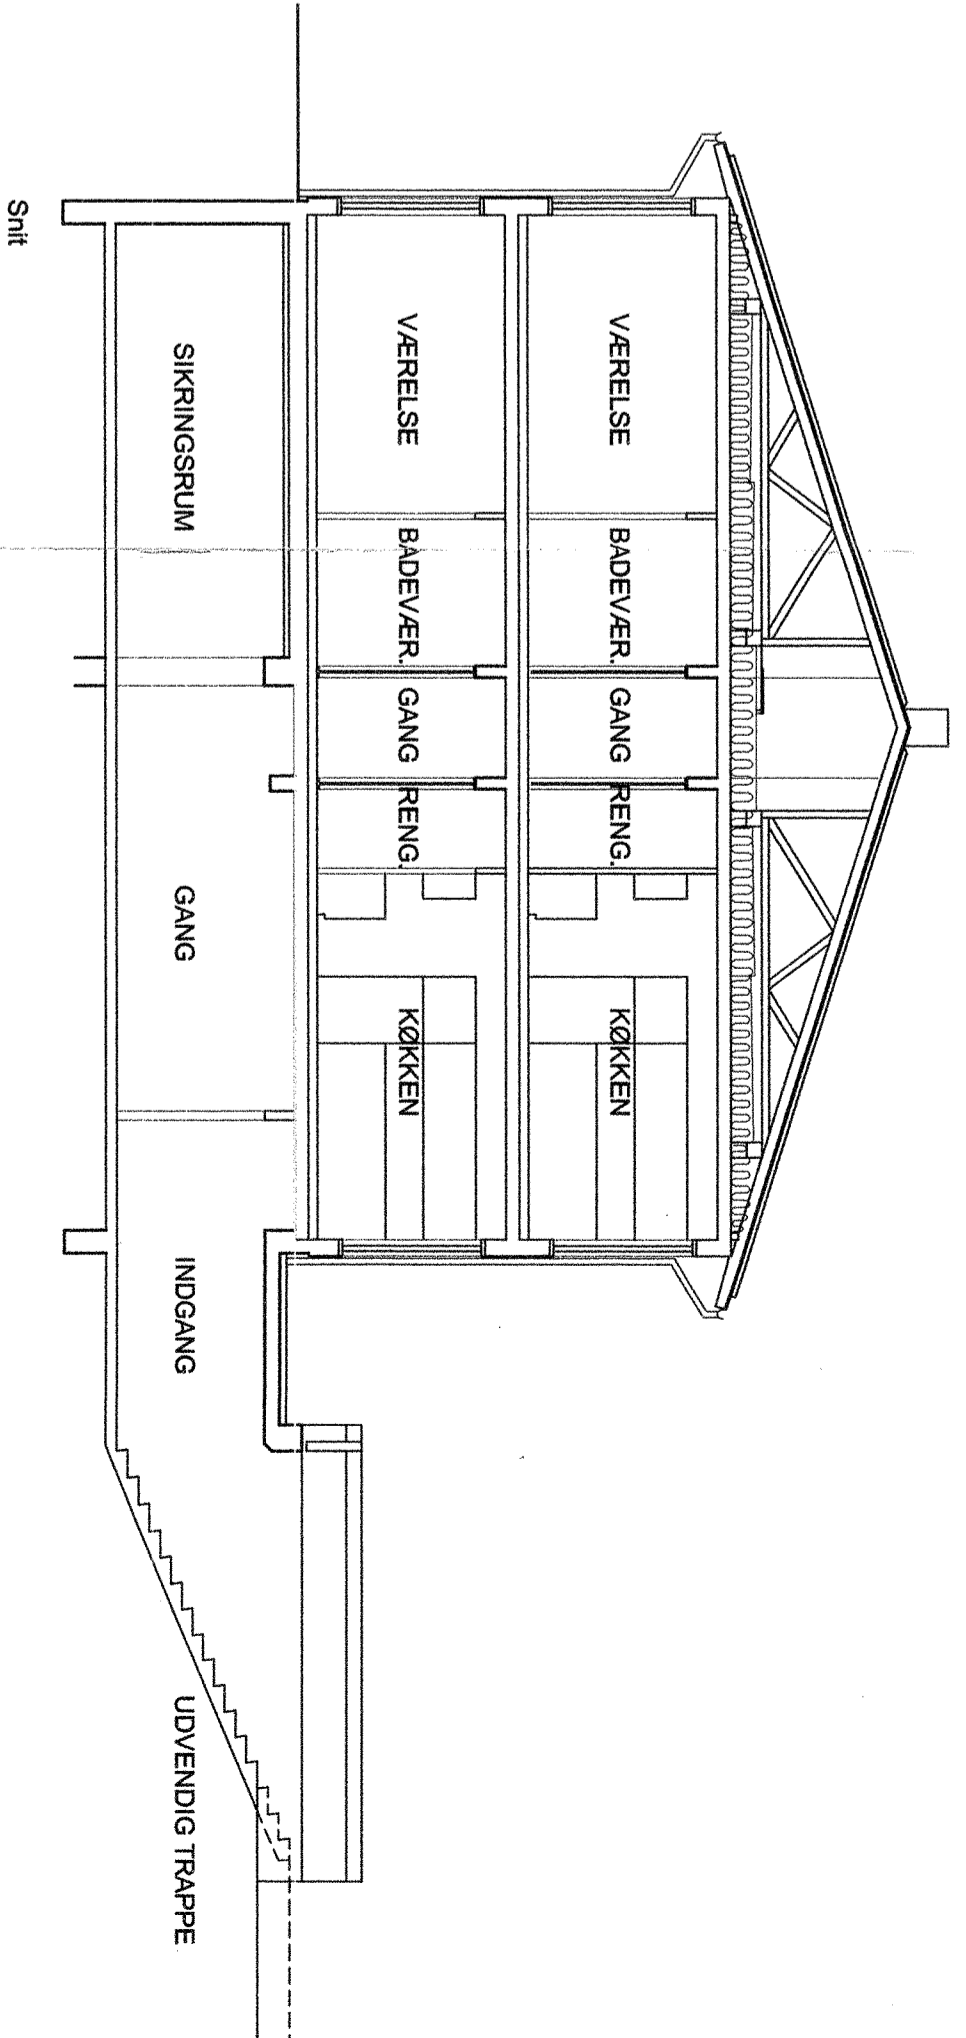 VÆRELSE BADEVÆR. GANG RENG. KØKKEN
VÆRELSE BADEVÆR. GANG RENG. KØKKEN
SIKRINGSRUM GANG INDGANG UDVENDIG TRAPPE
Snit